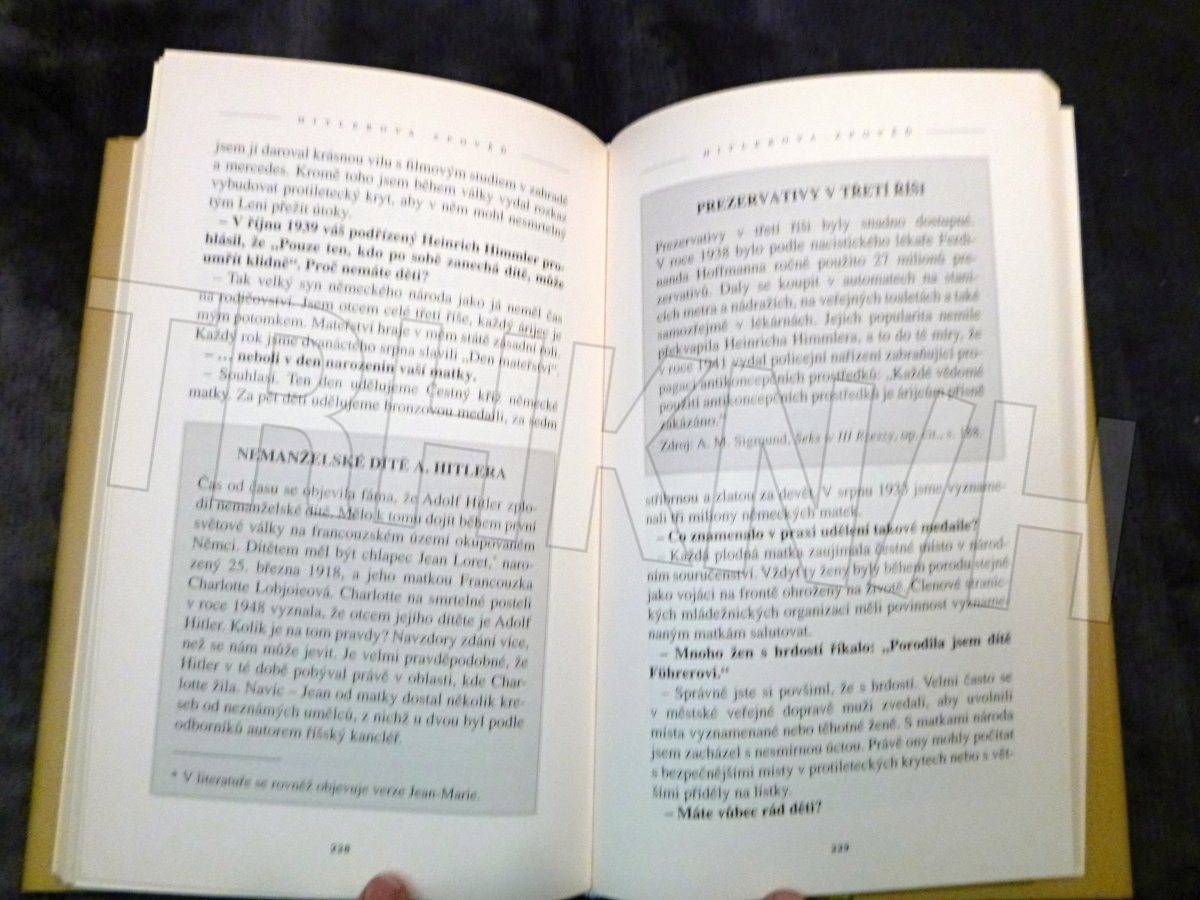 HITLEROVA ZPOVĚĎ
jsem jí daroval krásnou vilu s filmovým studiem v zahradě
a mercedes. Kromě toho jsem během války vydal rozkaz
vybudovat protiletecký kryt, aby v něm mohl nesmrtelný
tým Leni přežít útoky.
– V říjnu 1939 váš podřízený Heinrich Himmler pro-
hlásil, že „Pouze ten, kdo po sobě zanechá dítě, může
umřít klidně“. Proč nemáte děti?
– Tak velký syn německého národa jako já neměl čas
na rodičovství. Jsem otcem celé třetí říše, každý árijec je
mým potomkem. Mateřství hraje v mém státě zásadní roli.
Každý rok jsme dvanáctého srpna slavili „Den mateřství“.
– … neboli v den narozenin vaší matky.
– Souhlasí. Ten den udělujeme Čestný kříž německé
matky. Za pět dětí udělujeme bronzovou medaili, za sedm
NEMANŽELSKÉ DÍTĚ A. HITLERA
Čas od času se objevila fáma, že Adolf Hitler zplo-
dil nemanželské dítě. Mělo k tomu dojít během první
světové války na francouzském území okupovaném
Němci. Dítětem měl být chlapec Jean Loret,* naro-
zený 25. března 1918, a jeho matkou Francouzka
Charlotte Lobjoieová. Charlotte na smrtelné posteli
v roce 1948 vyznala, že otcem jejího dítěte je Adolf
Hitler. Kolik je na tom pravdy? Navzdory zdání více,
než se nám může jevit. Je velmi pravděpodobné, že
Hitler v té době pobýval právě v oblasti, kde Char-
lotte žila. Navíc – Jean od matky dostal několik kre-
seb od neznámých umělců, z nichž u dvou byl podle
odborníků autorem říšský kancléř.
* V literatuře se rovněž objevuje verze Jean-Marie.
228
HITLEROVA ZPOVĚĎ
PREZERVATIVY V TŘETÍ ŘÍŠI
Prezervativy v třetí říši byly snadno dostupné.
V roce 1938 bylo podle nacistického lékaře Ferdi-
nanda Hoffmanna ročně použito 27 milionů pre-
zervativů. Daly se koupit v automatech na stani-
cích metra a nádražích, na veřejných toaletách a také
samozřejmě v lékárnách. Jejich popularita nemile
překvapila Heinricha Himmlera, a to do té míry, že
v roce 1941 vydal policejní nařízení zabraňující pro-
pagaci antikoncepčních prostředků: „Každé vědomé
použití antikoncepčních prostředků je árijcům přísně
zakázáno.“
Zdroj: A. M. Sigmund, Seks w III Rzeszy, op. cit., s. 188.
stříbrnou a zlatou za devět. V srpnu 1933 jsme vyzname-
nali tři miliony německých matek.
– Co znamenalo v praxi udělení takové medaile?
– Každá plodná matka zaujímala čestné místo v národ-
ním souručenství. Vždyť ty ženy byly během porodu stejně
jako vojáci na frontě ohroženy na životě. Členové stranic-
kých mládežnických organizací měli povinnost vyzname-
naným matkám salutovat.
– Mnoho žen s hrdostí říkalo: „Porodila jsem dítě
Führerovi.“
– Správně jste si povšiml, že s hrdostí. Velmi často se
v městské veřejné dopravě muži zvedali, aby uvolnili
místa vyznamenané nebo těhotné ženě. S matkami národa
jsem zacházel s nesmírnou úctou. Právě ony mohly počítat
s bezpečnějšími místy v protileteckých krytech nebo s vět-
šími příděly na lístky.
– Máte vůbec rád děti?
229